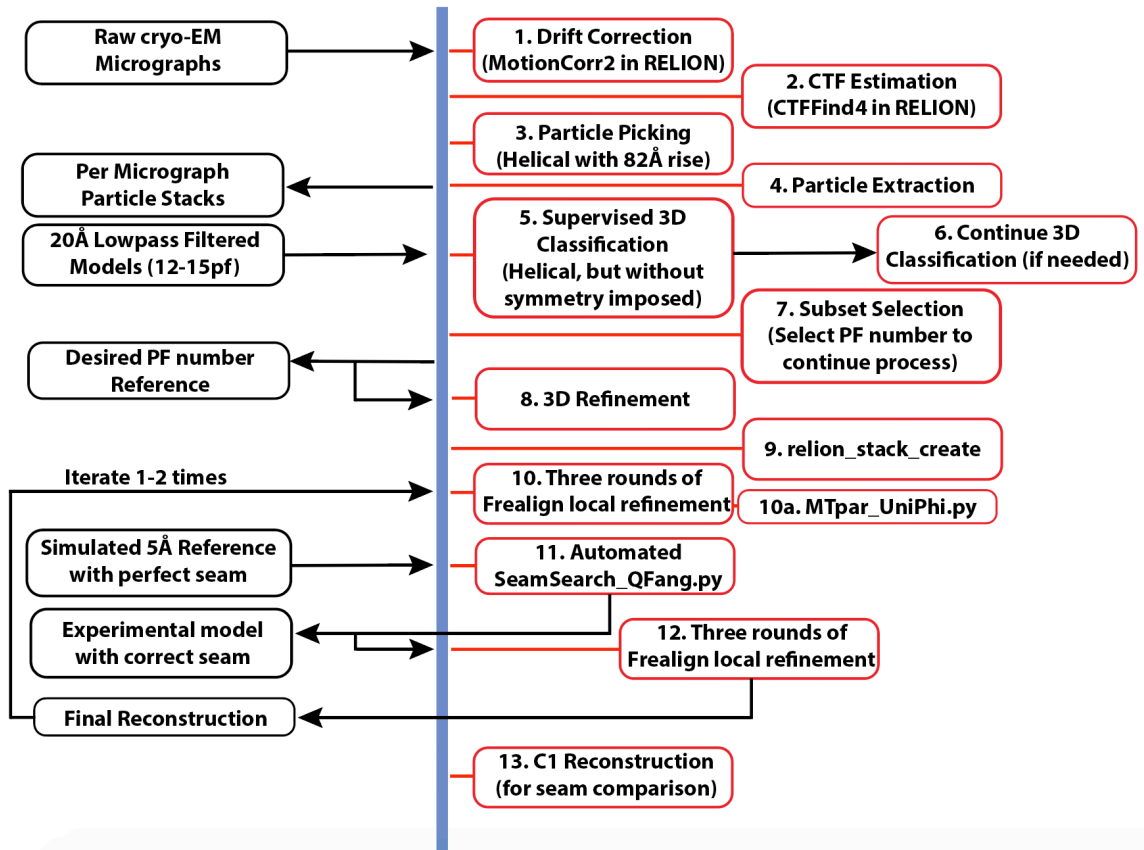 Raw cryo-EM
Micrographs
1. Drift Correction
(MotionCorr2 in RELION)
2. CTF Estimation
(CTFFind4 in RELION)
3. Particle Picking
(Helical with 82Å rise)
Per Micrograph
Particle Stacks
4. Particle Extraction
20Å Lowpass Filtered
Models (12-15pf)
5. Supervised 3D
Classification
(Helical, but without
symmetry imposed)
6. Continue 3D
Classification (if needed)
7. Subset Selection
(Select PF number to
continue process)
Desired PF number
Reference
8. 3D Refinement
9. relion_stack_create
Iterate 1-2 times
10. Three rounds of
Frealign local refinement
10a. MTpar_UniPhi.py
Simulated 5Å Reference
with perfect seam
11. Automated
SeamSearch_QFang.py
Experimental model
with correct seam
12. Three rounds of
Frealign local refinement
Final Reconstruction
13. C1 Reconstruction
(for seam comparison)